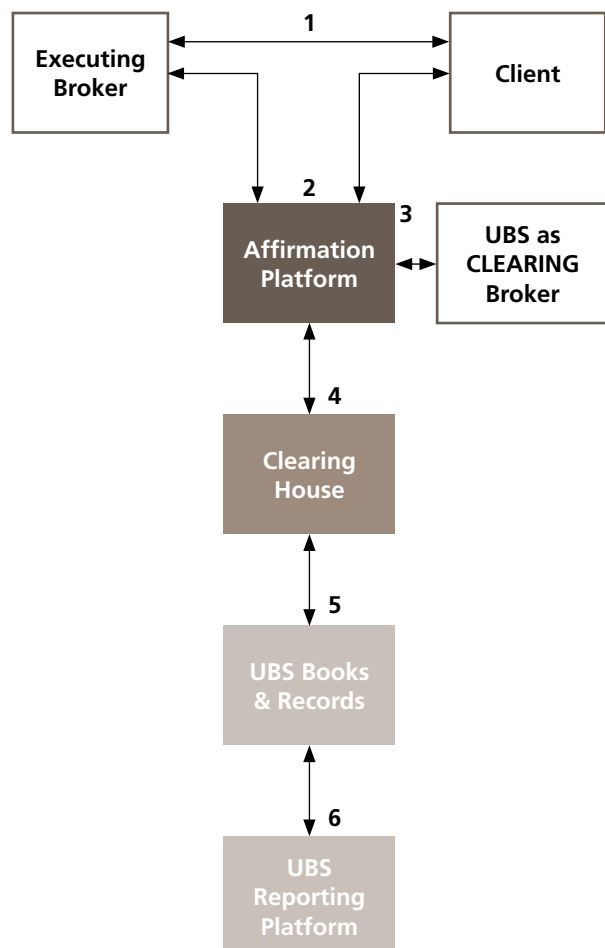 1
Executing
Broker
Client
2
3
Affirmation
Platform
UBS as
CLEARING
Broker
4
Clearing
House
5
UBS Books
& Records
6
UBS
Reporting
Platform